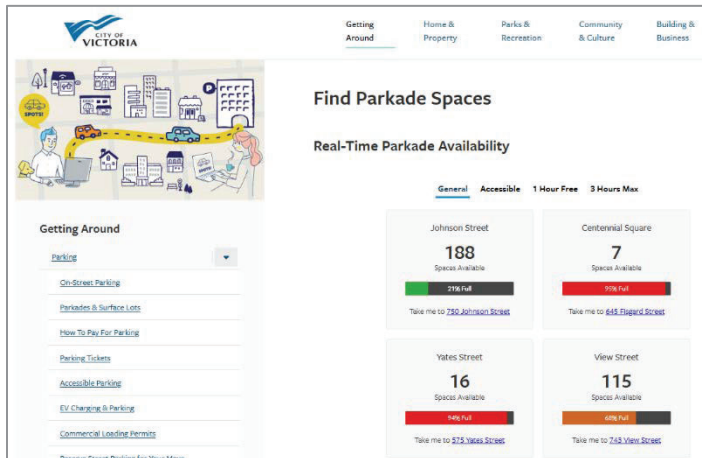 CITY OF
VICTORIA
Getting Around
Home & Property
Parks & Recreation
Community & Culture
Building & Business
SPOTS!
P
Find Parkade Spaces
Real-Time Parkade Availability
General Accessible 1 Hour Free 3 Hours Max
Getting Around
Parking
On-Street Parking
Parkades & Surface Lots
How To Pay For Parking
Parking Tickets
Accessible Parking
EV Charging & Parking
Commercial Loading Permits
Johnson Street
188
Spaces Available
21% Full
Take me to 750 Johnson Street
Centennial Square
7
Spaces Available
Take me to 645 Fisgard Street
Yates Street
16
Spaces Available
94% Full
Take me to 575 Yates Street
View Street
115
Spaces Available
Take me to 743 View Street